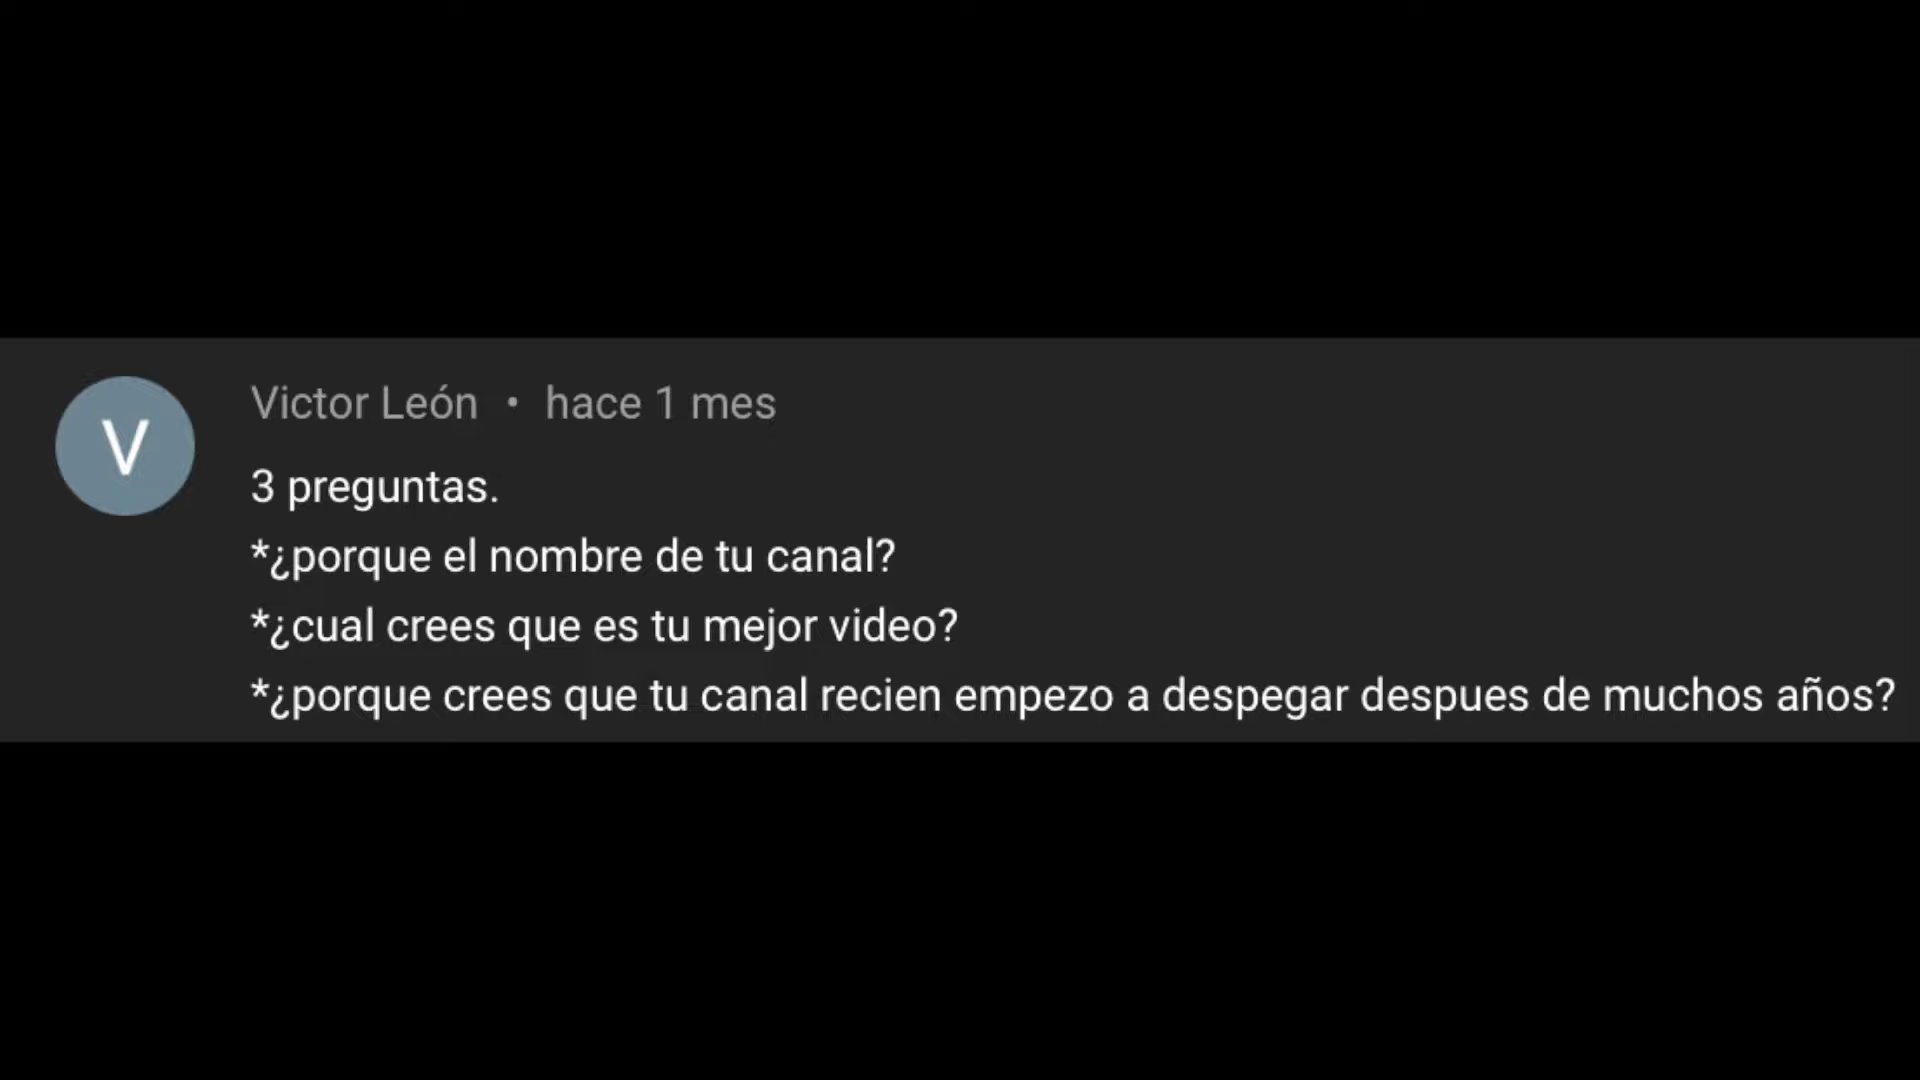 V
Victor León • hace 1 mes
3 preguntas.
*¿porque el nombre de tu canal?
*¿cual crees que es tu mejor video?
*¿porque crees que tu canal recien empezo a despegar despues de muchos años?